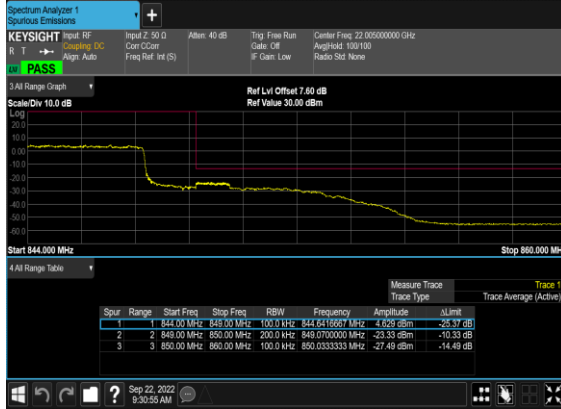 Spectrum Analyzer 1
Spurious Emissions
+
KEYSIGHT Input: RF Input Z: 50 Ω Atten: 40 dB Trig: Free Run Center Freq: 22.005000000 GHz
R T Coupling: DC Corr CCorr Gate: Off Avg|Hold: 100/100
Align: Auto Freq Ref: Int (S) IF Gain: Low Radio Std: None
PASS
3 All Range Graph
Ref Lvl Offset 7.60 dB
Scale/Div 10.0 dB Ref Value 30.00 dBm
Log
20.0
10.0
0.00
-10.0
-20.0
-30.0
-40.0
-50.0
-60.0
Start 844.000 MHz Stop 860.000 MHz
4 All Range Table
Measure Trace Trace 1
Trace Type Trace Average (Active)
Spur Range Start Freq Stop Freq RBW Frequency Amplitude ΔLimit
1 1 844.00 MHz 849.00 MHz 100.0 kHz 844.6416667 MHz 4.629 dBm -25.37 dB
2 2 849.00 MHz 850.00 MHz 200.0 kHz 849.0700000 MHz -23.33 dBm -10.33 dB
3 3 850.00 MHz 860.00 MHz 100.0 kHz 850.0333333 MHz -27.49 dBm -14.49 dB
? Sep 22, 2022
9:30:55 AM